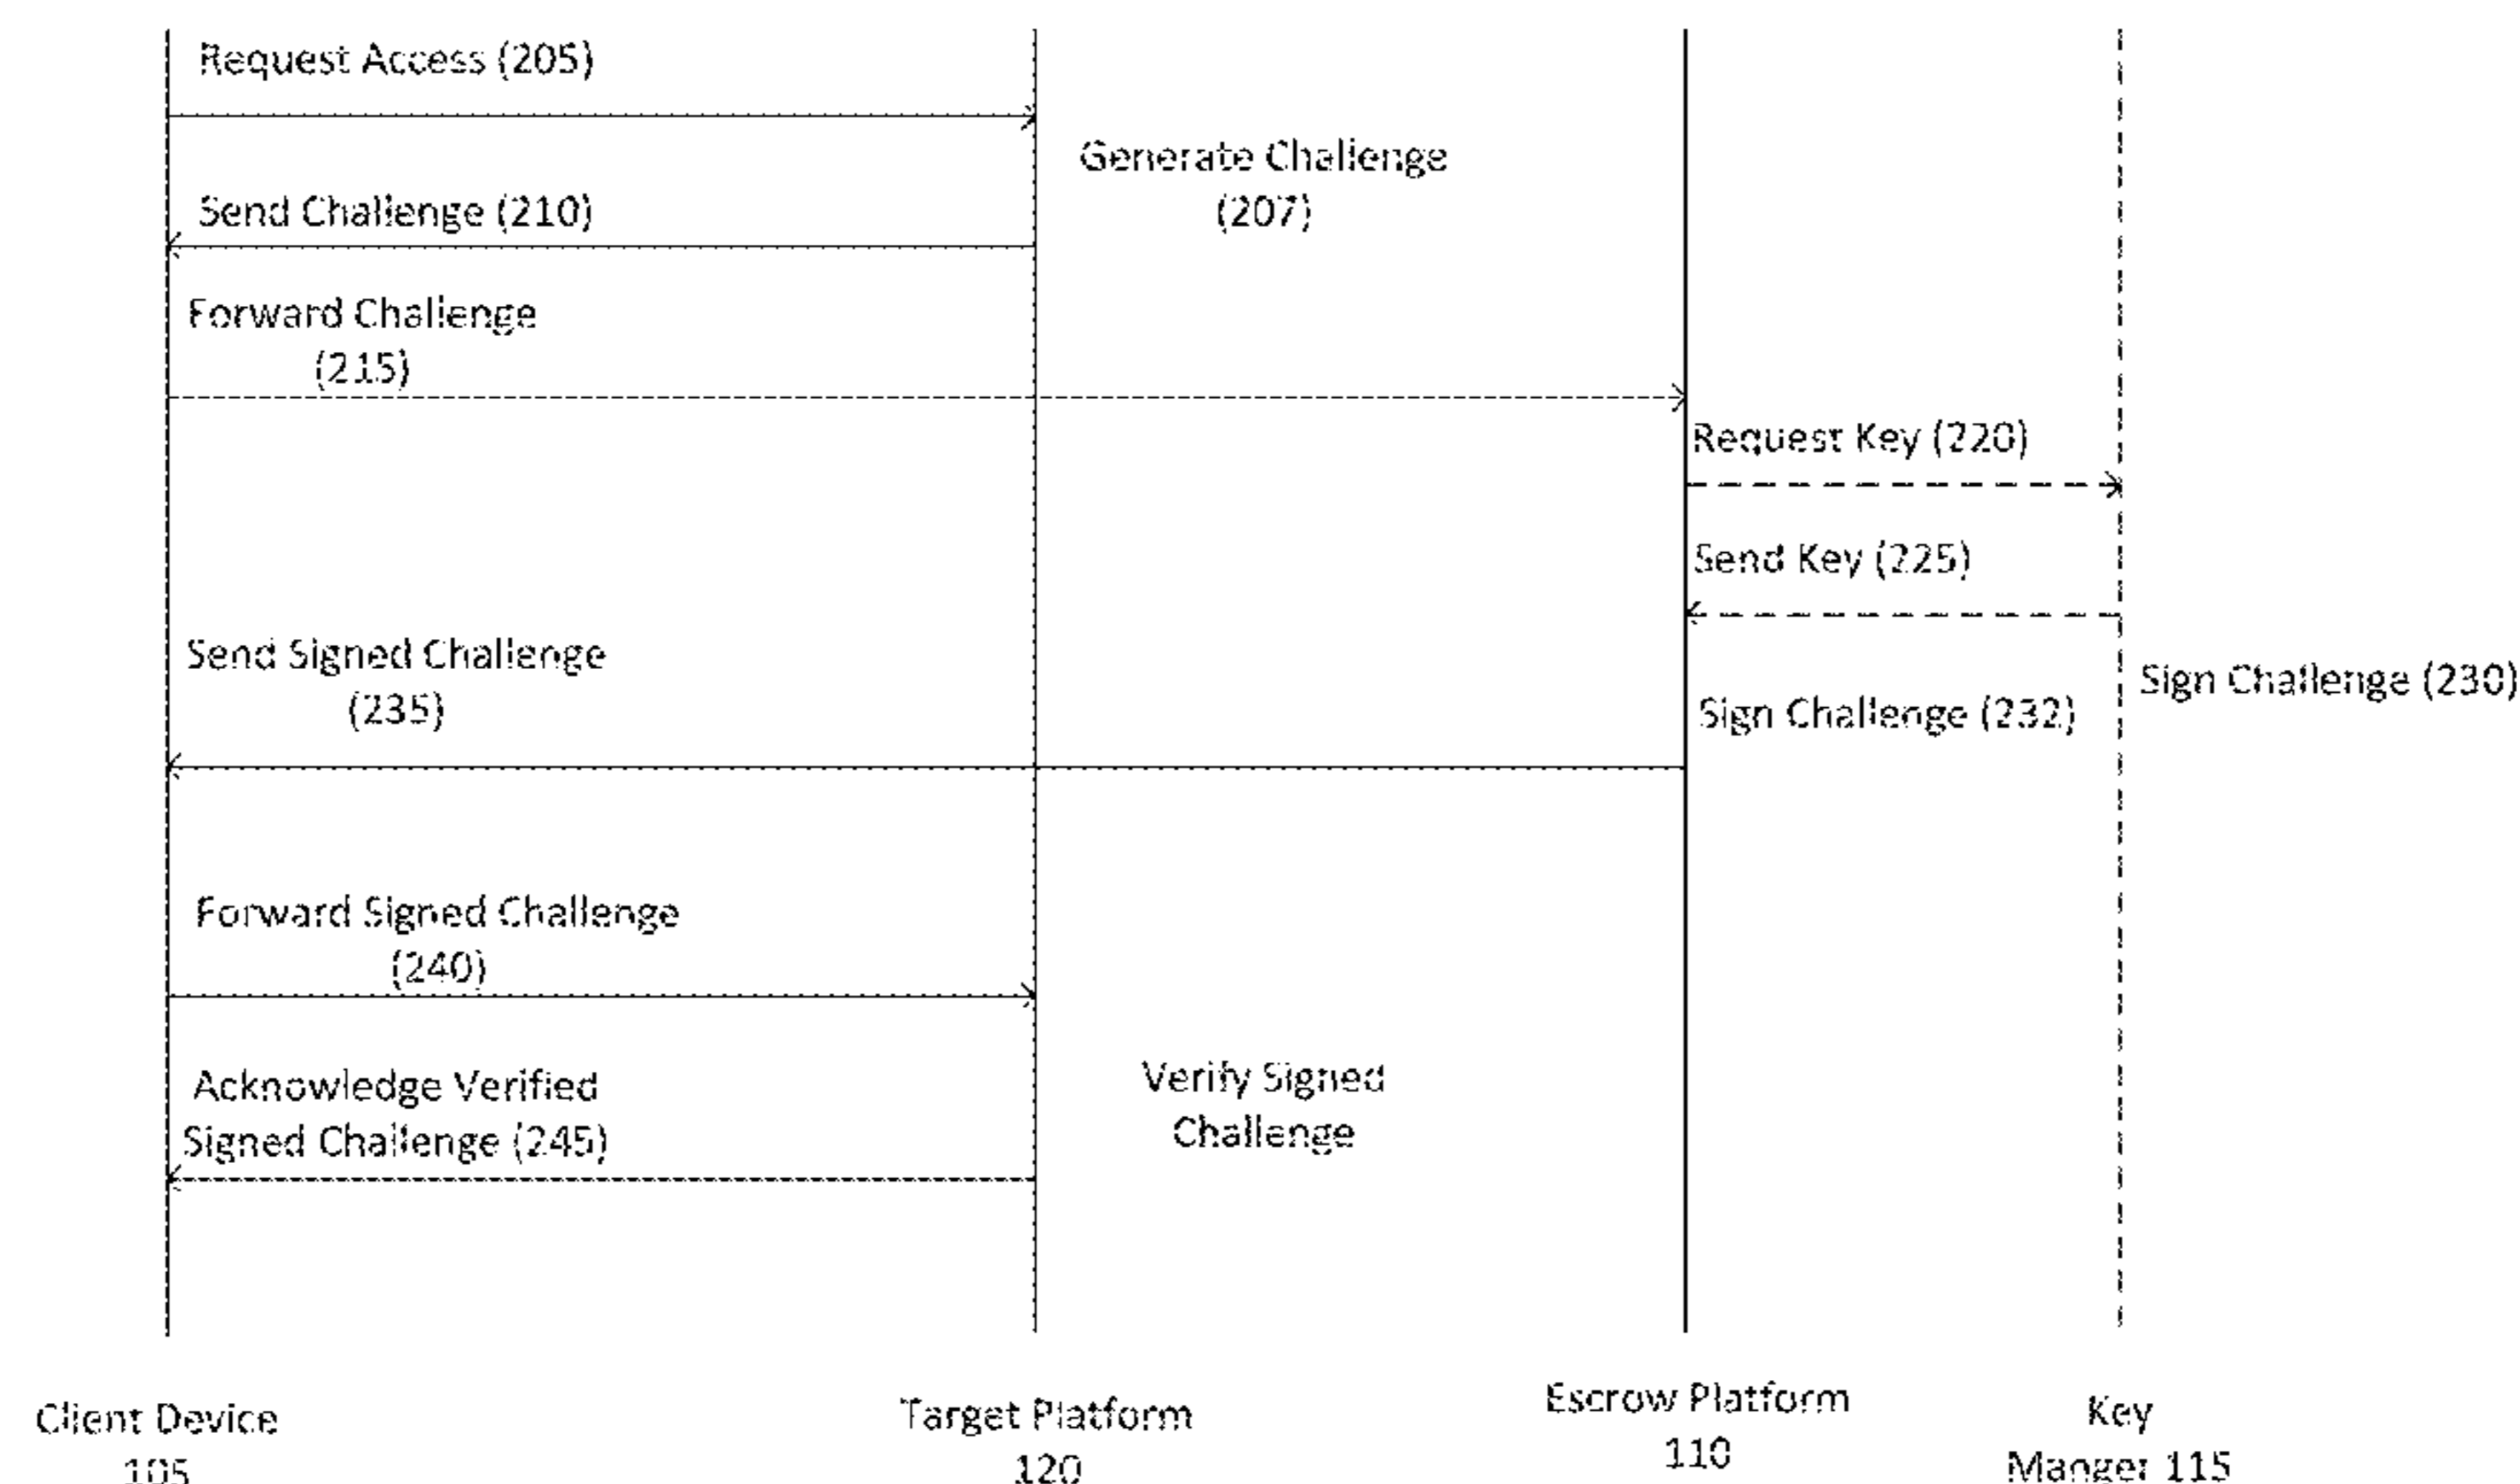 Request Access (205)
Generate Challenge
(207)
Send Challenge (210)
Forward Challenge
(215)
Request Key (220)
Send Key (225)
Send Signed Challenge
(235)
Sign Challenge (230)
Sign Challenge (232)
Forward Signed Challenge
(240)
Acknowledge Verified
Signed Challenge (245)
Verify Signed
Challenge
Client Device
105
Target Platform
120
Escrow Platform
110
Key
Manger 115